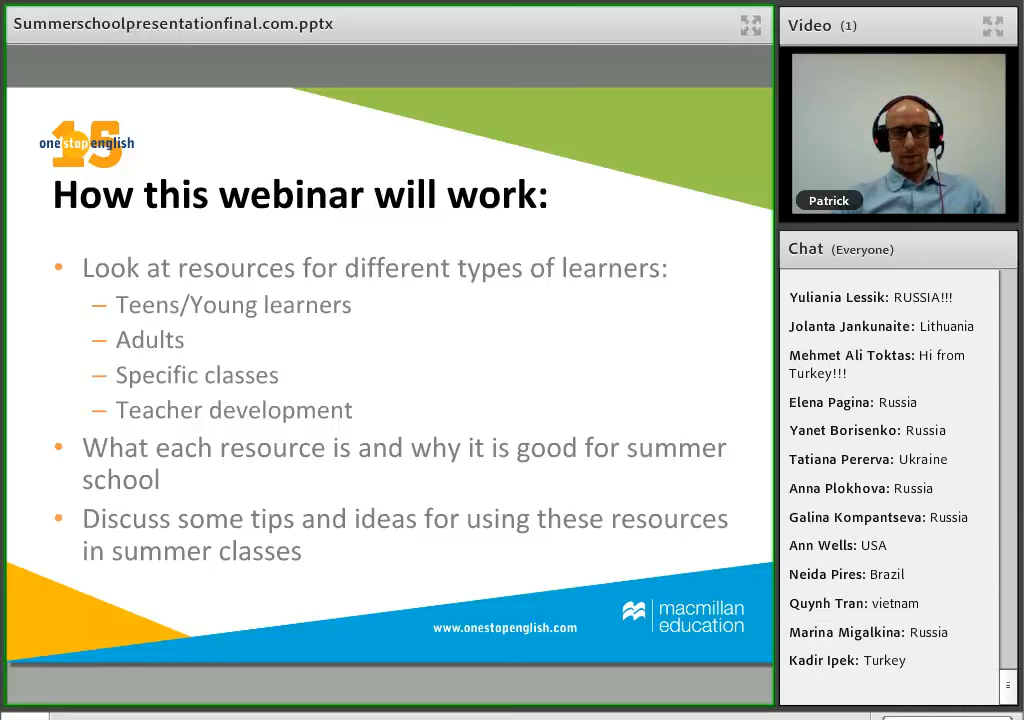 Summerschoolpresentationfinal.com.pptx
15
onestopenglish
How this webinar will work:
• Look at resources for different types of learners:
– Teens/Young learners
– Adults
– Specific classes
– Teacher development
• What each resource is and why it is good for summer
school
• Discuss some tips and ideas for using these resources
in summer classes
www.onestopenglish.com
macmillan
education
Video (1)
Patrick
Chat (Everyone)
Yuliania Lessik: RUSSIA!!!
Jolanta Jankunaite: Lithuania
Mehmet Ali Toktas: Hi from
Turkey!!!
Elena Pagina: Russia
Yanet Borisenko: Russia
Tatiana Pererva: Ukraine
Anna Plokhova: Russia
Galina Kompantseva: Russia
Ann Wells: USA
Neida Pires: Brazil
Quynh Tran: vietnam
Marina Migalkina: Russia
Kadir Ipek: Turkey